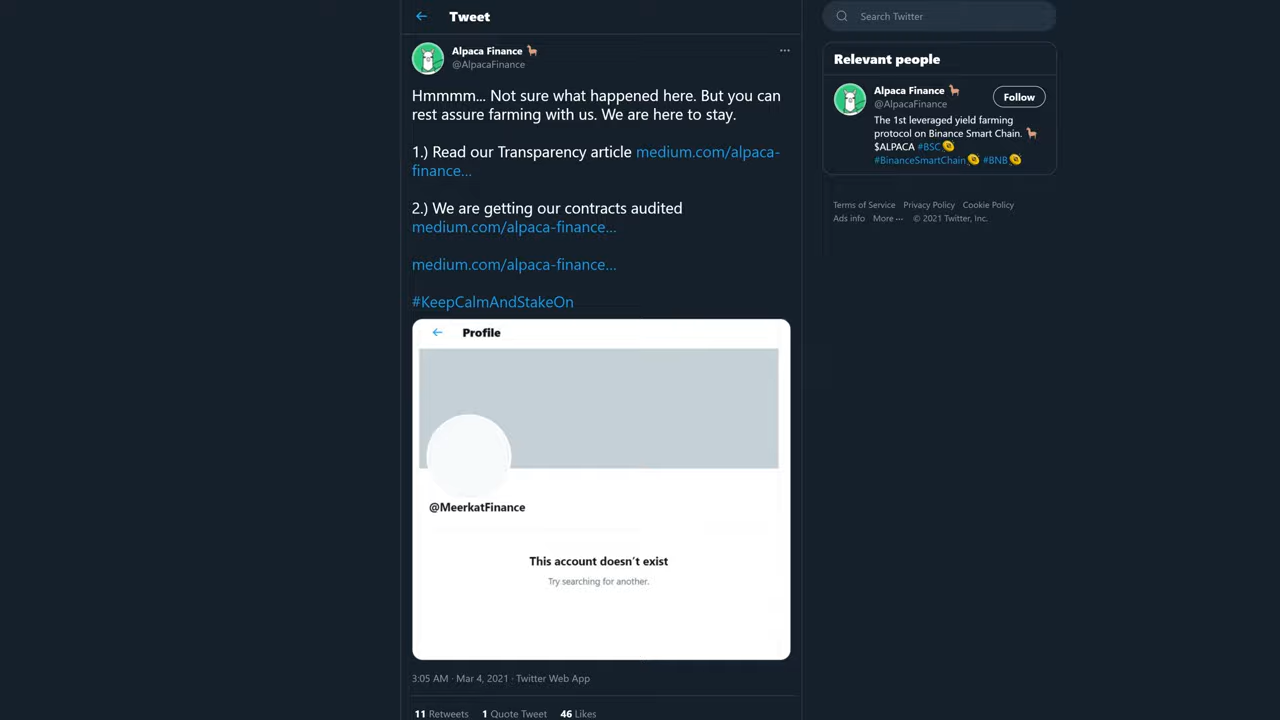 Tweet
Alpaca Finance 🦙
@AlpacaFinance
Hmmmm... Not sure what happened here. But you can
rest assure farming with us. We are here to stay.
1.) Read our Transparency article medium.com/alpaca-
finance...
2.) We are getting our contracts audited
medium.com/alpaca-finance...
medium.com/alpaca-finance...
#KeepCalmAndStakeOn
Profile
@MeerkatFinance
This account doesn't exist
Try searching for another.
3:05 AM · Mar 4, 2021 · Twitter Web App
11 Retweets 1 Quote Tweet 46 Likes
Search Twitter
Relevant people
Alpaca Finance 🦙
@AlpacaFinance
Follow
The 1st leveraged yield farming
protocol on Binance Smart Chain. 🦙
$ALPACA #BSC
#BinanceSmartChain #BNB
Terms of Service Privacy Policy Cookie Policy
Ads info More ··· © 2021 Twitter, Inc.